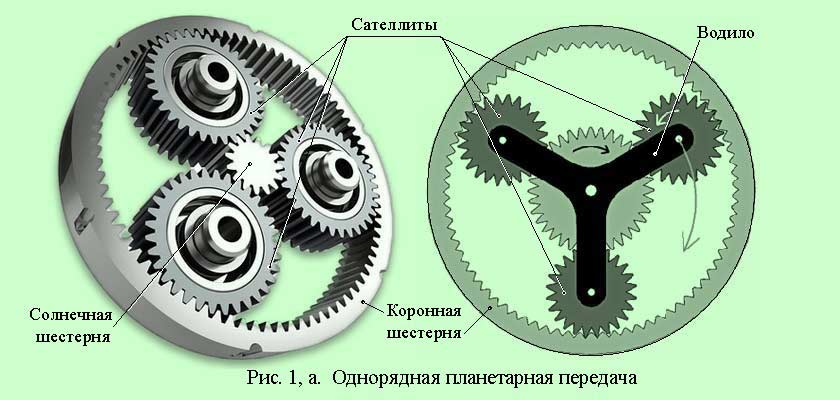 Сателлиты
Водило
Солнечная
шестерня
Коронная
шестерня
Рис. 1, а. Однорядная планетарная передача